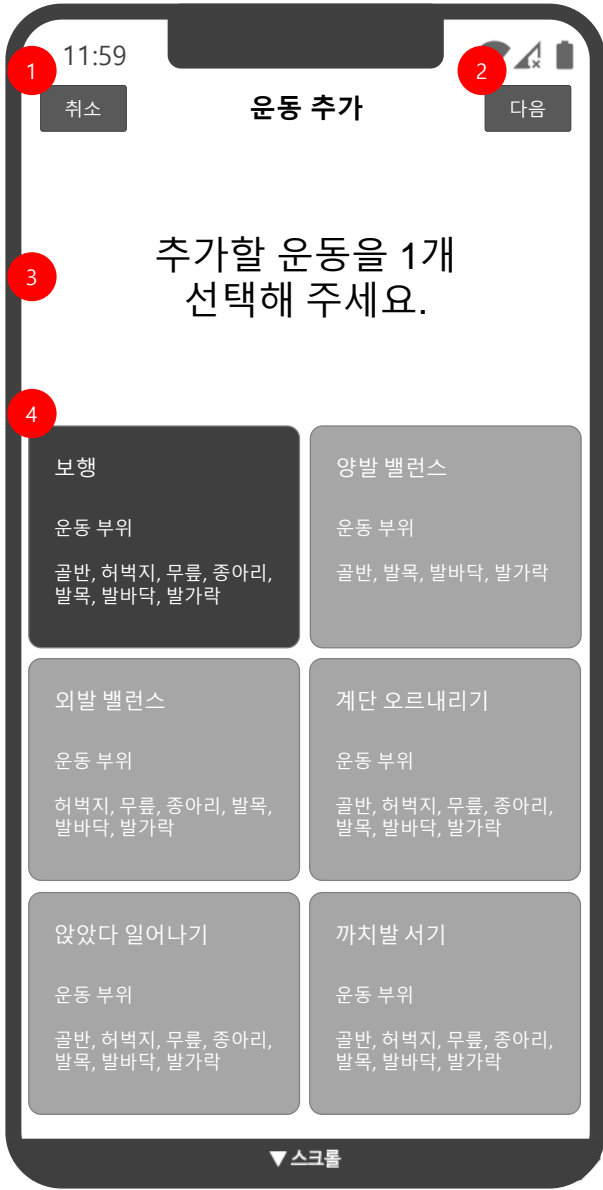 11:59
1
2
취소
운동 추가
다음
3
추가할 운동을 1개
선택해 주세요.
4
보행
운동 부위
골반, 허벅지, 무릎, 종아리,
발목, 발바닥, 발가락
양발 밸런스
운동 부위
골반, 발목, 발바닥, 발가락
외발 밸런스
운동 부위
허벅지, 무릎, 종아리, 발목,
발바닥, 발가락
계단 오르내리기
운동 부위
골반, 허벅지, 무릎, 종아리,
발목, 발바닥, 발가락
앉았다 일어나기
운동 부위
골반, 허벅지, 무릎, 종아리,
발목, 발바닥, 발가락
까치발 서기
운동 부위
골반, 허벅지, 무릎, 종아리,
발목, 발바닥, 발가락
▼스크롤